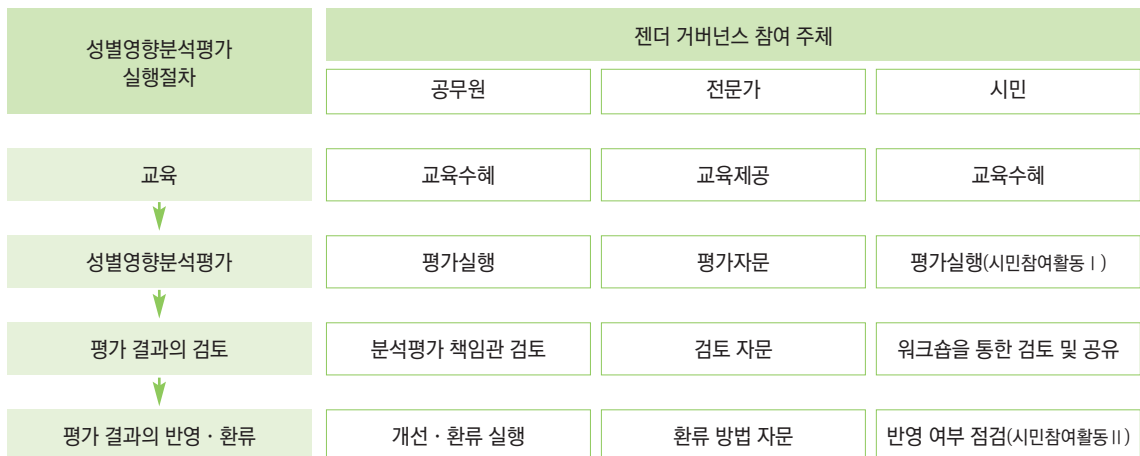 성별영향분석평가
실행절차
젠더 거버넌스 참여 주체
공무원
전문가
시민
교육
교육수혜
교육제공
교육수혜
성별영향분석평가
평가실행
평가자문
평가실행(시민참여활동Ⅰ)
평가 결과의 검토
분석평가 책임관 검토
검토 자문
워크숍을 통한 검토 및 공유
평가 결과의 반영·환류
개선·환류 실행
환류 방법 자문
반영 여부 점검(시민참여활동Ⅱ)